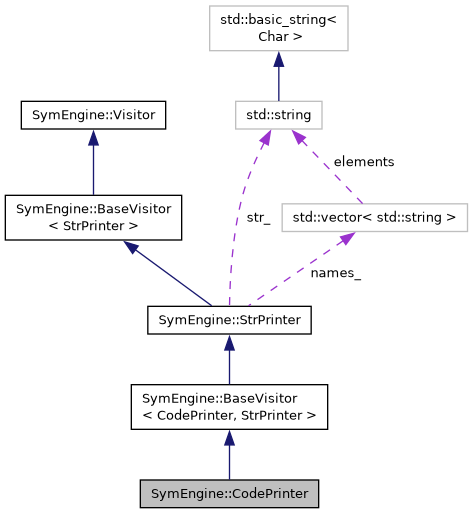 std::basic_string<
Char >
SymEngine::Visitor
std::string
elements
SymEngine::BaseVisitor
< StrPrinter >
str_
std::vector< std::string >
names_
SymEngine::StrPrinter
SymEngine::BaseVisitor
< CodePrinter, StrPrinter >
SymEngine::CodePrinter